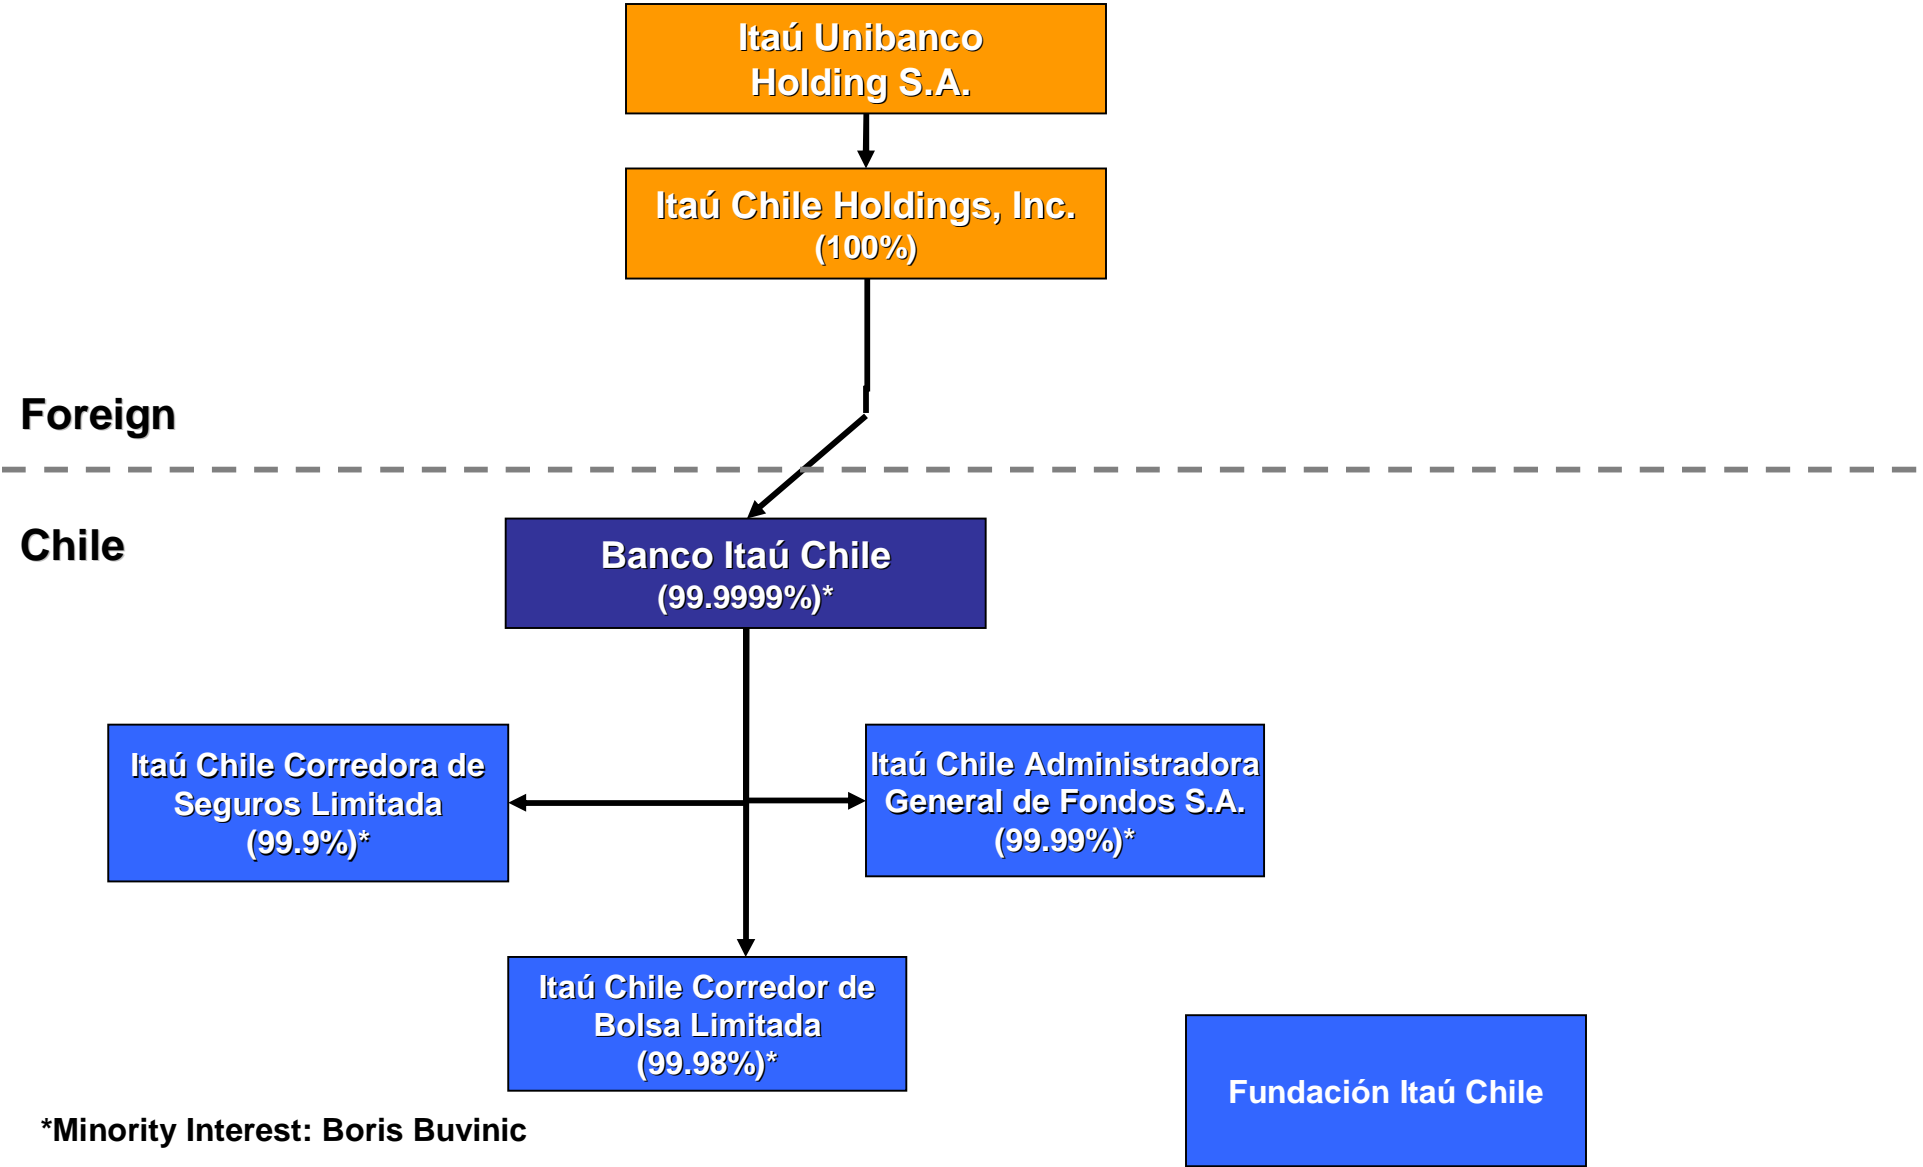 Itaú Unibanco
Holding S.A.
Itaú Chile Holdings, Inc.
(100%)
Foreign
Chile
Banco Itaú Chile
(99.9999%)*
Itaú Chile Corredora de
Seguros Limitada
(99.9%)*
Itaú Chile Administradora
General de Fondos S.A.
(99.99%)*
Itaú Chile Corredor de
Bolsa Limitada
(99.98%)*
Fundación Itaú Chile
*Minority Interest: Boris Buvinic